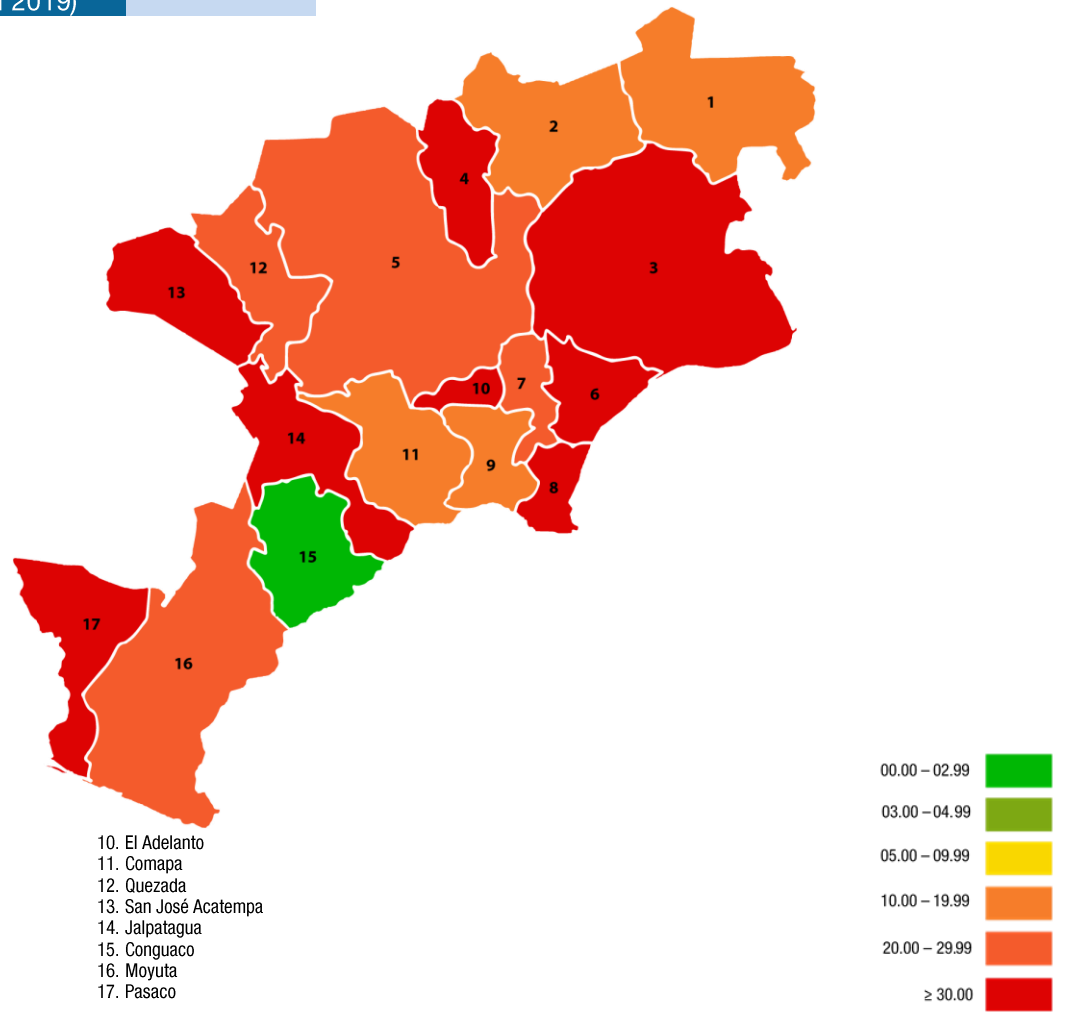 2019)
1
2
4
3
5
12
13
10
7
6
14
11
9
8
15
17
16
00.00 – 02.99
03.00 – 04.99
05.00 – 09.99
10.00 – 19.99
20.00 – 29.99
≥ 30.00
10. El Adelanto
11. Comapa
12. Quezada
13. San José Acatempa
14. Jalpatagua
15. Conguaco
16. Moyuta
17. Pasaco